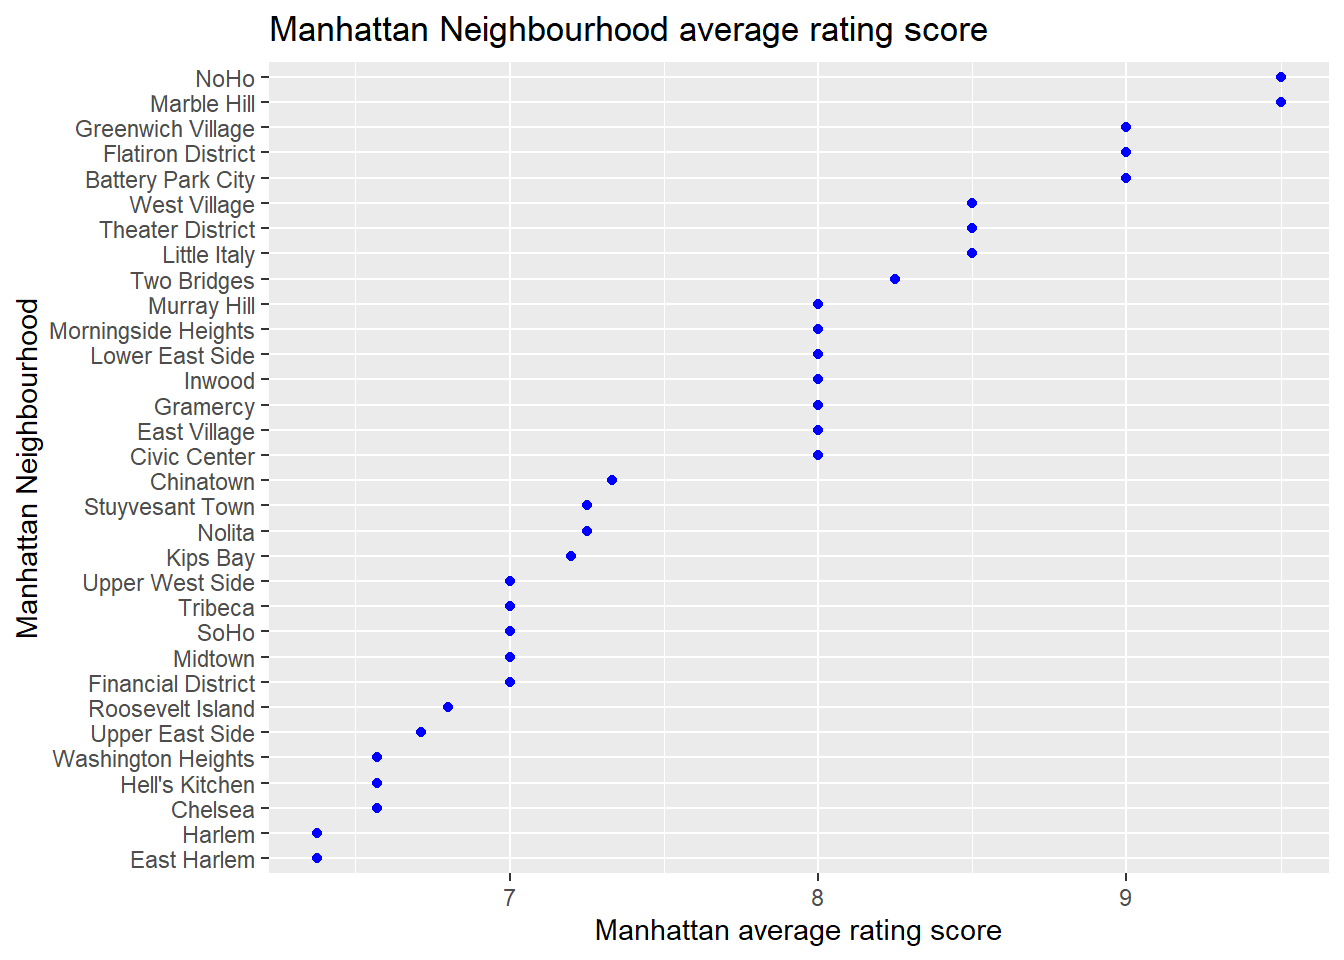 Manhattan Neighbourhood average rating score
NoHo
Marble Hill
Greenwich Village
Flatiron District
Battery Park City
West Village
Theater District
Little Italy
Two Bridges
Murray Hill
Morningside Heights
Lower East Side
Inwood
Gramercy
East Village
Civic Center
Chinatown
Stuyvesant Town
Nolita
Kips Bay
Upper West Side
Tribeca
SoHo
Midtown
Financial District
Roosevelt Island
Upper East Side
Washington Heights
Hell's Kitchen
Chelsea
Harlem
East Harlem
Manhattan Neighbourhood
7 8 9
Manhattan average rating score